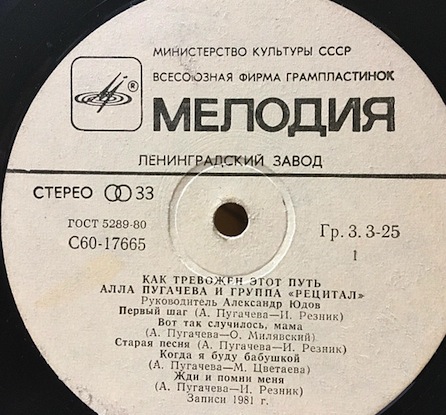 МИНИСТЕРСТВО КУЛЬТУРЫ СССР
ВСЕСОЮЗНАЯ ФИРМА ГРАМПЛАСТИНОК
®
МЕЛОДИЯ
ЛЕНИНГРАДСКИЙ ЗАВОД
СТЕРЕО 33
ГОСТ 5289-80
С60-17665
Гр. 3. 3-25
1
КАК ТРЕВОЖЕН ЭТОТ ПУТЬ
АЛЛА ПУГАЧЕВА И ГРУППА «РЕЦИТАЛ»
Руководитель Александр Юдов
Первый шаг (А. Пугачева—И. Резник)
Вот так случилось, мама
(А. Пугачева—О. Милявский)
Старая песня (А. Пугачева—И. Резник)
Когда я буду бабушкой
(А. Пугачева—М. Цветаева)
Жди и помни меня
(А. Пугачева—И. Резник)
Записи 1981 г.